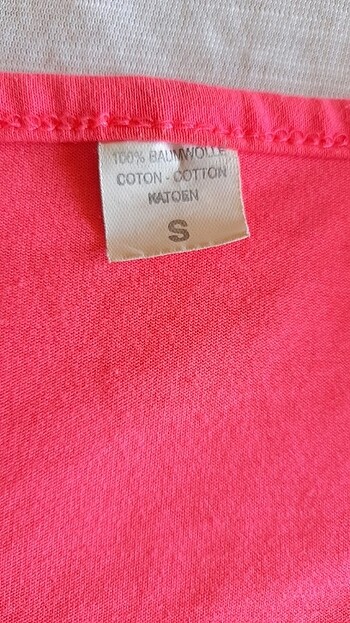 100% BAUMWOLLE
COTON - COTTON
KATOEN
S